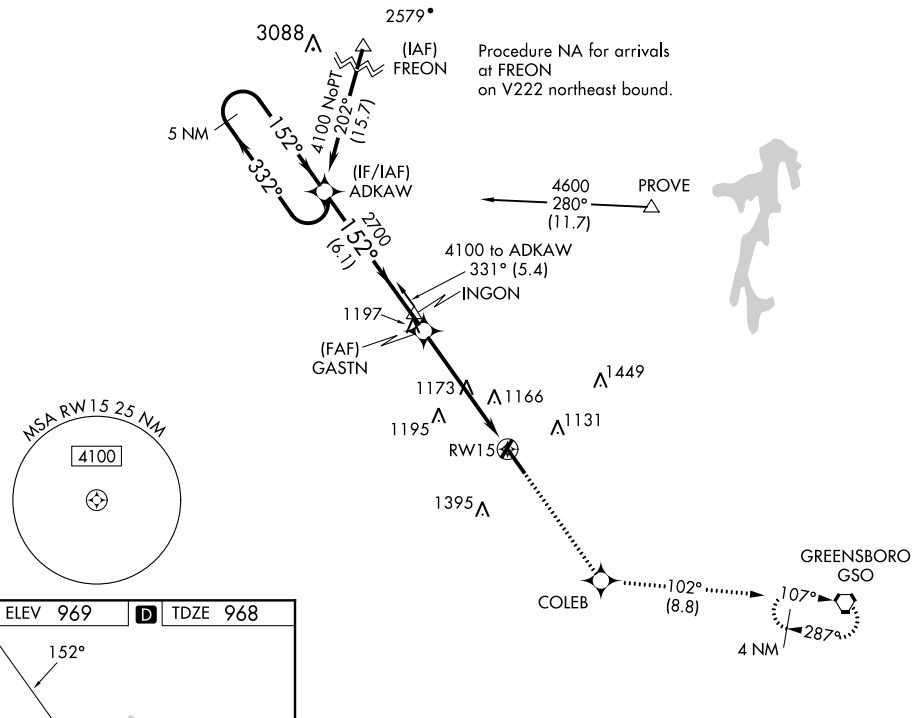 2579
3088
(IAF)
FREON
Procedure NA for arrivals
at FREON
on V222 northeast bound.
4100 NoPT
202°
(15.7)
5 NM
152°
332°
(IF/IAF)
ADKAW
4600
280°
(11.7)
PROVE
2700
152°
(6.1)
4100 to ADKAW
331° (5.4)
INGON
1197
(FAF)
GASTN
1173
1166
1449
1195
1131
RW15
MSA RW15 25 NM
4100
1395
COLEB
102°
(8.8)
GREENSBORO
GSO
107°
287°
4 NM
ELEV 969
D
TDZE 968
152°